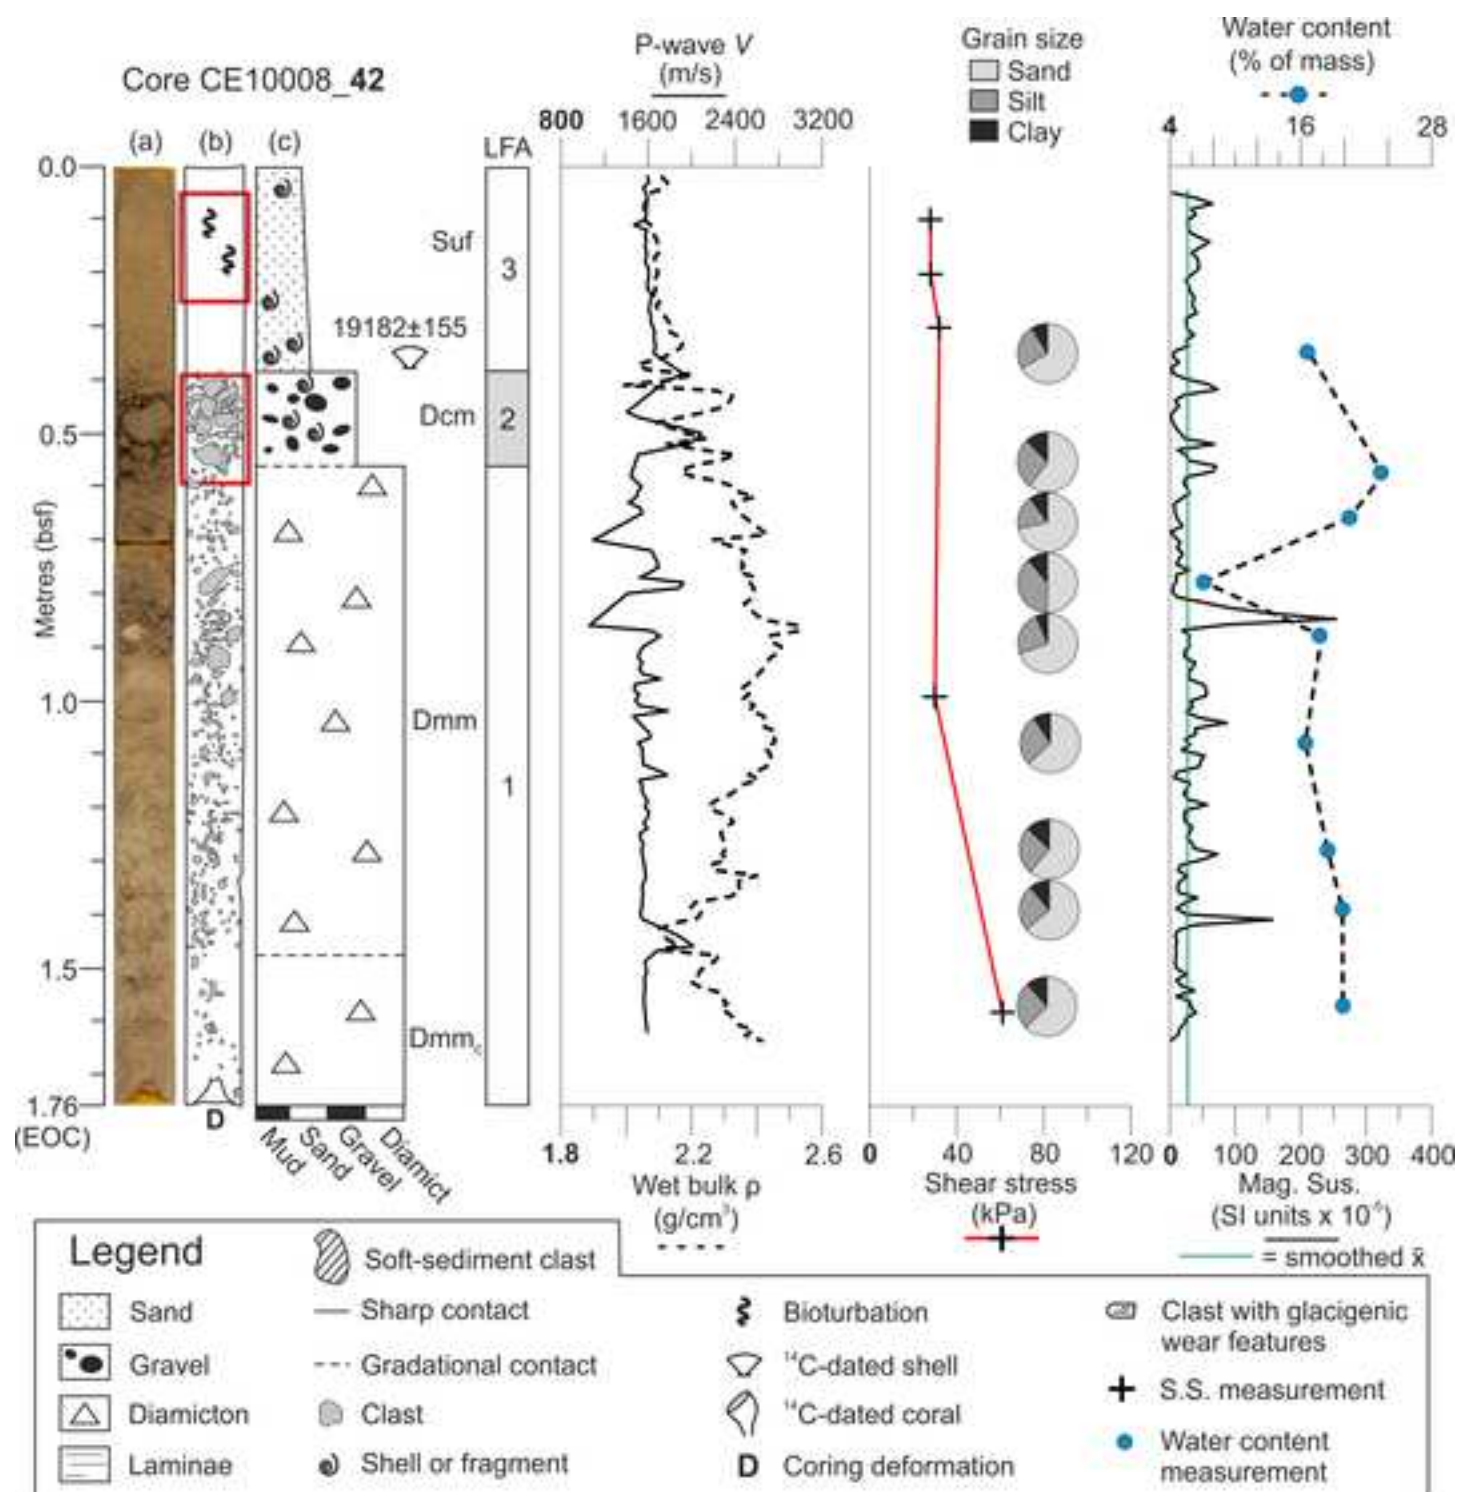 Core CE10008_42
P-wave V
(m/s)
800 1600 2400 3200
Grain size
Sand
Silt
Clay
Water content
(% of mass)
4 16 28
(a) (b) (c) LFA
0.0
0.5
1.0
1.5
1.76
(EOC)
Metres (bsf)
Suf
19182±155
Dcm
Dmm
Dmmc
3
2
1
D
Mud
Sand
Gravel
Diamict
1.8 2.2 2.6
Wet bulk ρ
(g/cm³)
0 40 80 120
Shear stress
(kPa)
0 100 200 300 400
Mag. Sus.
(SI units x 10⁻⁵)
= smoothed x̄
Legend
Sand
Gravel
Diamicton
Laminae
Soft-sediment clast
Sharp contact
Gradational contact
Clast
Shell or fragment
Bioturbation
¹⁴C-dated shell
¹⁴C-dated coral
D Coring deformation
Clast with glacigenic
wear features
S.S. measurement
Water content
measurement